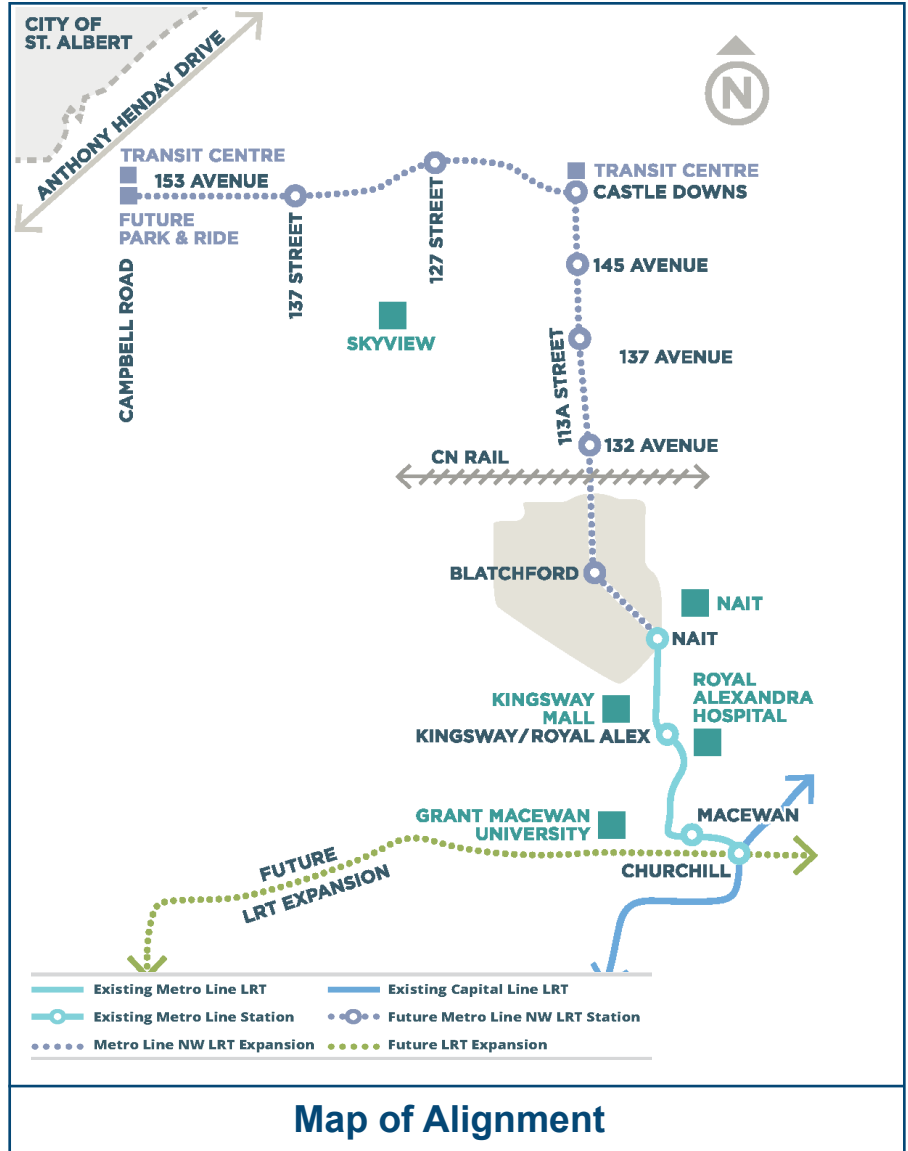 CITY OF
ST. ALBERT
ANTHONY HENDAY DRIVE
N
TRANSIT CENTRE
153 AVENUE
FUTURE
PARK & RIDE
CAMPBELL ROAD
137 STREET
127 STREET
TRANSIT CENTRE
CASTLE DOWNS
145 AVENUE
SKYVIEW
137 AVENUE
113A STREET
132 AVENUE
CN RAIL
BLATCHFORD
NAIT
NAIT
ROYAL
ALEXANDRA
HOSPITAL
KINGSWAY
MALL
KINGSWAY/ROYAL ALEX
GRANT MACEWAN
UNIVERSITY
MACEWAN
CHURCHILL
FUTURE
LRT EXPANSION
Existing Metro Line LRT
Existing Capital Line LRT
Existing Metro Line Station
Future Metro Line NW LRT Station
Metro Line NW LRT Expansion
Future LRT Expansion
Map of Alignment